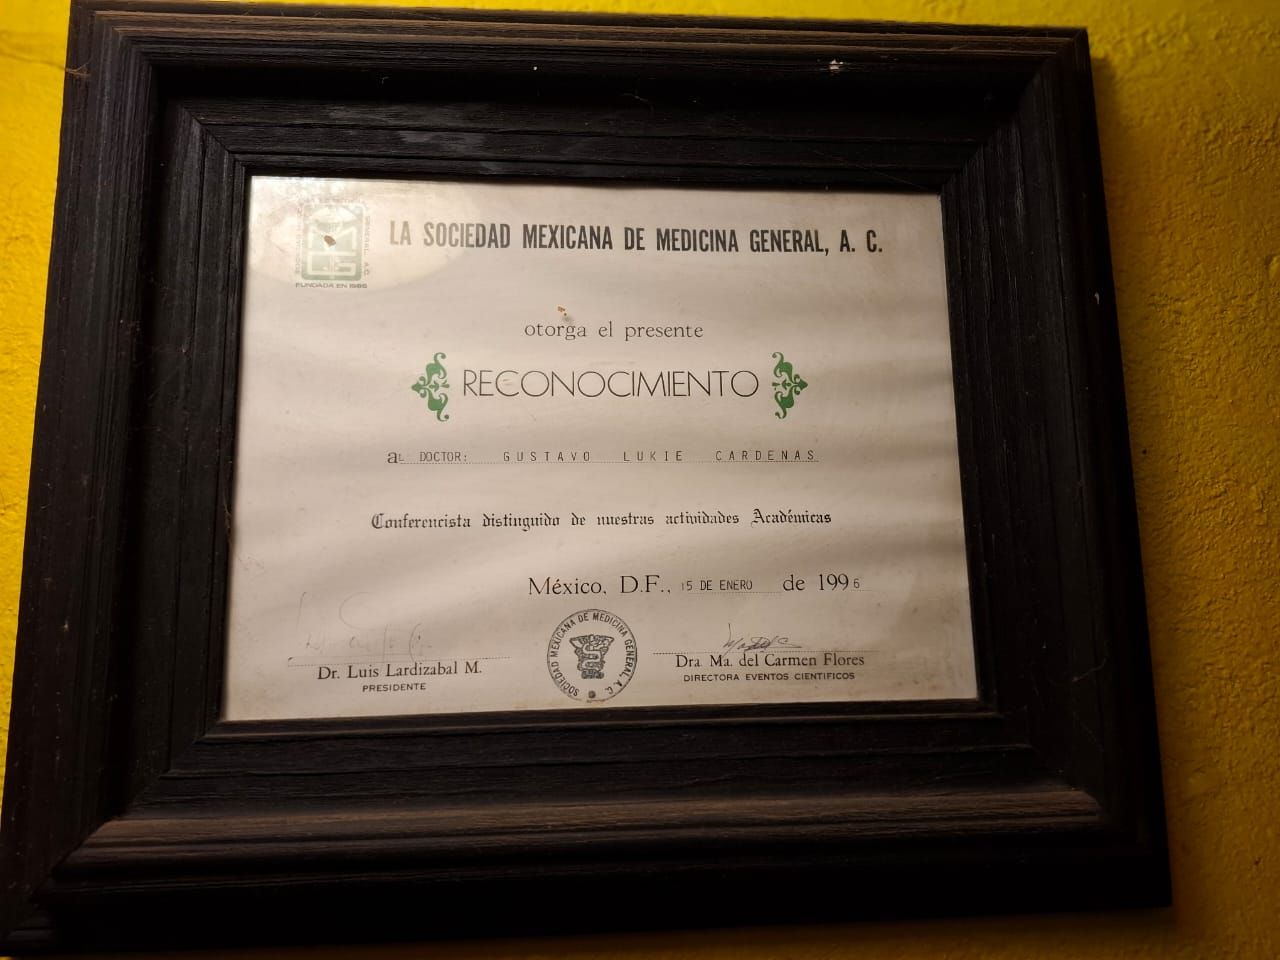 FUNDADA EN 1986
LA SOCIEDAD MEXICANA DE MEDICINA GENERAL, A. C.
otorga el presente
RECONOCIMIENTO
al DOCTOR: GUSTAVO LUKIE CARDENAS
Conferencista distinguido de nuestras actividades Académicas
México, D.F., 15 DE ENERO de 1996
SOCIEDAD MEXICANA DE MEDICINA GENERAL, A. C.
Dr. Luis Lardizabal M.
PRESIDENTE
Dra. Ma. del Carmen Flores
DIRECTORA EVENTOS CIENTIFICOS